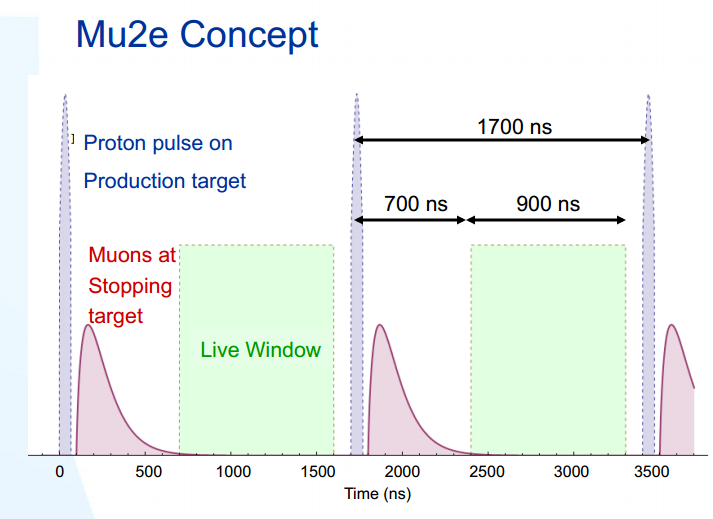 Mu2e Concept
1700 ns
] Proton pulse on
Production target
700 ns 900 ns
Muons at
Stopping
target
Live Window
0 500 1000 1500 2000 2500 3000 3500
Time (ns)